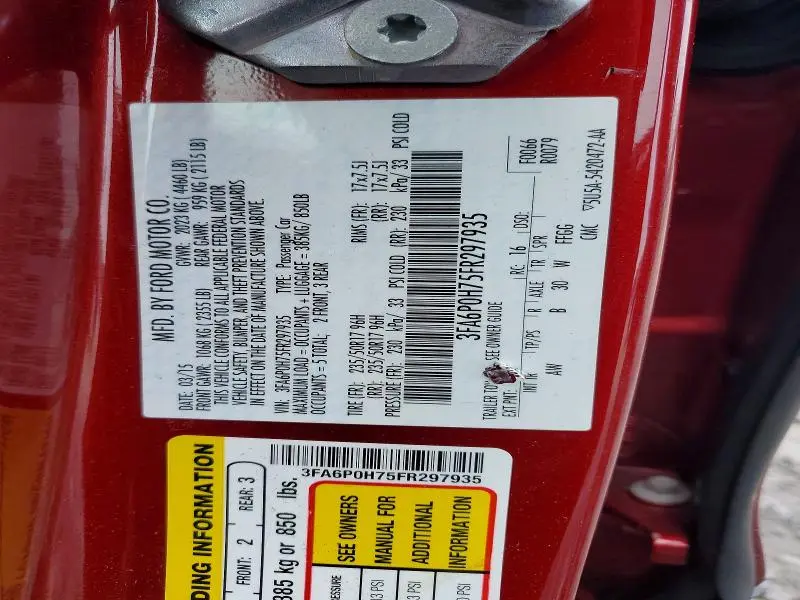 MFD. BY FORD MOTOR CO.
DATE: 03/15 GVWR: 2023 KG ( 4460 LB)
FRONT GAWR: 1068 KG ( 2355 LB) REAR GAWR: 959 KG ( 2115 LB)
THIS VEHICLE CONFORMS TO ALL APPLICABLE FEDERAL MOTOR
VEHICLE SAFETY, BUMPER, AND THEFT PREVENTION STANDARDS
IN EFFECT ON THE DATE OF MANUFACTURE SHOWN ABOVE.
VIN: 3FA6P0H75FR297935 TYPE: Passenger Car
MAXIMUM LOAD = OCCUPANTS + LUGGAGE = 385KG/ 850LB
OCCUPANTS = 5 TOTAL: 2 FRONT, 3 REAR
TIRE (FR): 235/50R17 96H RIMS (FR): 17x7.5J
(RR): 235/50R17 96H (RR): 17x7.5J
PRESSURE (FR): 230 kPa/ 33 PSI COLD (RR): 230 kPa/ 33 PSI COLD
3FA6P0H75FR297935
SEE OWNER GUIDE F0066
EXT PNT: RC: 16 DSO: R0079
TP/PS R AXLE TR SPR
AW B 30 W FFGG
CMC ▽5U5A-5420472-AA
3FA6P0H75FR297935
INFORMATION
FRONT: 2 REAR: 3
385 kg or 850 lbs.
SEE OWNERS
MANUAL FOR
ADDITIONAL
INFORMATION